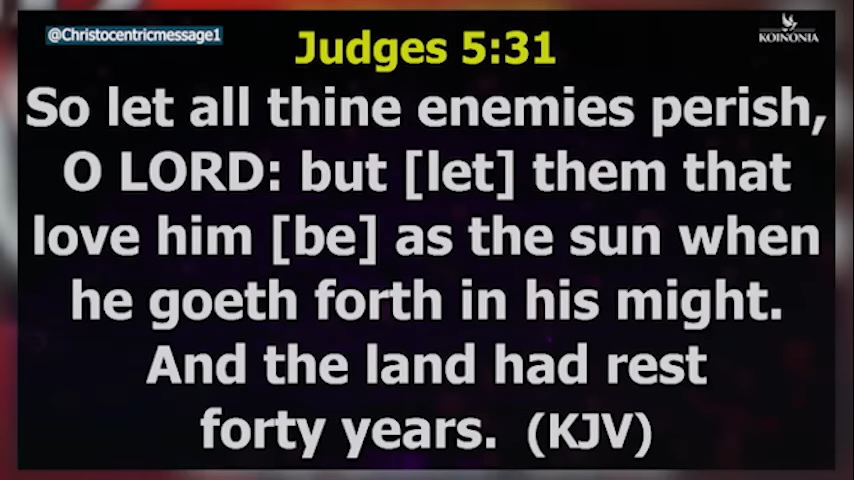 @Christocentricmessage1
KOINONIA
Judges 5:31
So let all thine enemies perish,
O LORD: but [let] them that
love him [be] as the sun when
he goeth forth in his might.
And the land had rest
forty years. (KJV)